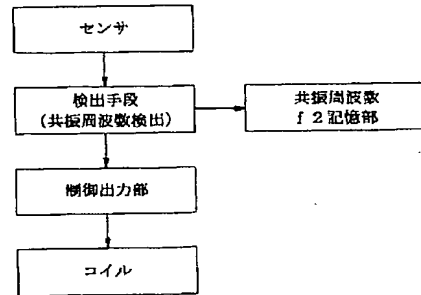 センサ
検出手段
(共振周波数検出)
共振周波数
f 2記憶部
制御出力部
コイル